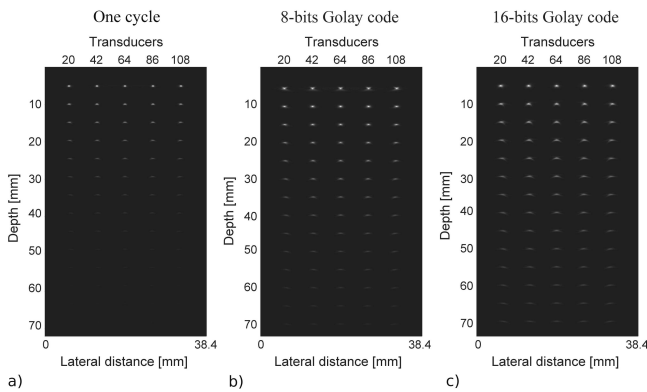 One cycle
8-bits Golay code
16-bits Golay code
Transducers
Transducers
Transducers
20 42 64 86 108
20 42 64 86 108
20 42 64 86 108
Depth [mm]
10
20
30
40
50
60
70
Depth [mm]
10
20
30
40
50
60
70
Depth [mm]
10
20
30
40
50
60
70
0 38.4
0 38.4
0 38.4
Lateral distance [mm]
Lateral distance [mm]
Lateral distance [mm]
a)
b)
c)